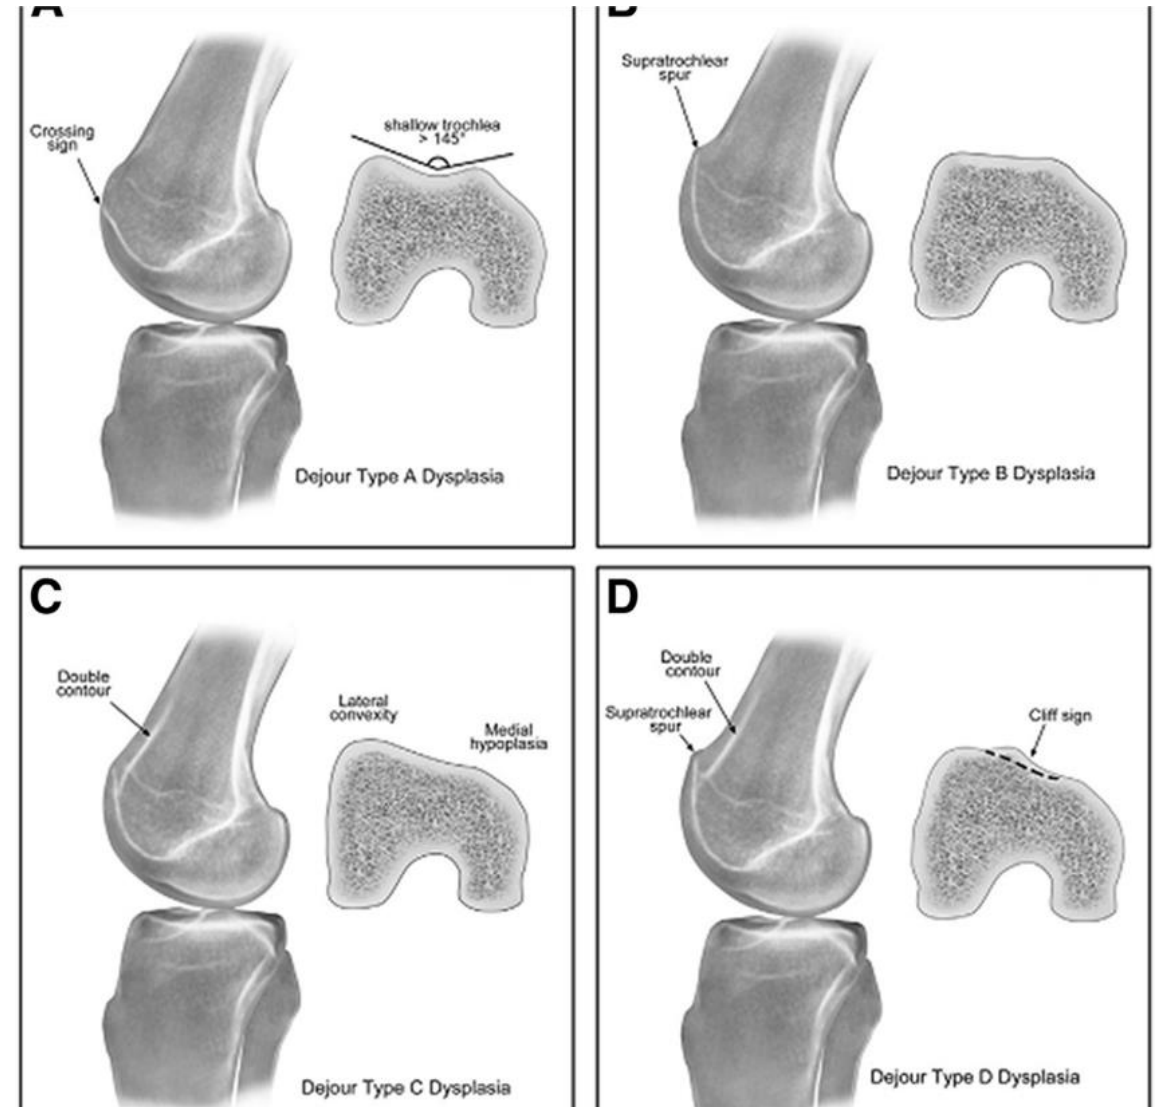 A
Crossing
sign
shallow trochlea
> 145°
Dejour Type A Dysplasia
B
Supratrochlear
spur
Dejour Type B Dysplasia
C
Double
contour
Lateral
convexity
Medial
hypoplasia
Dejour Type C Dysplasia
D
Double
contour
Supratrochlear
spur
Cliff sign
Dejour Type D Dysplasia